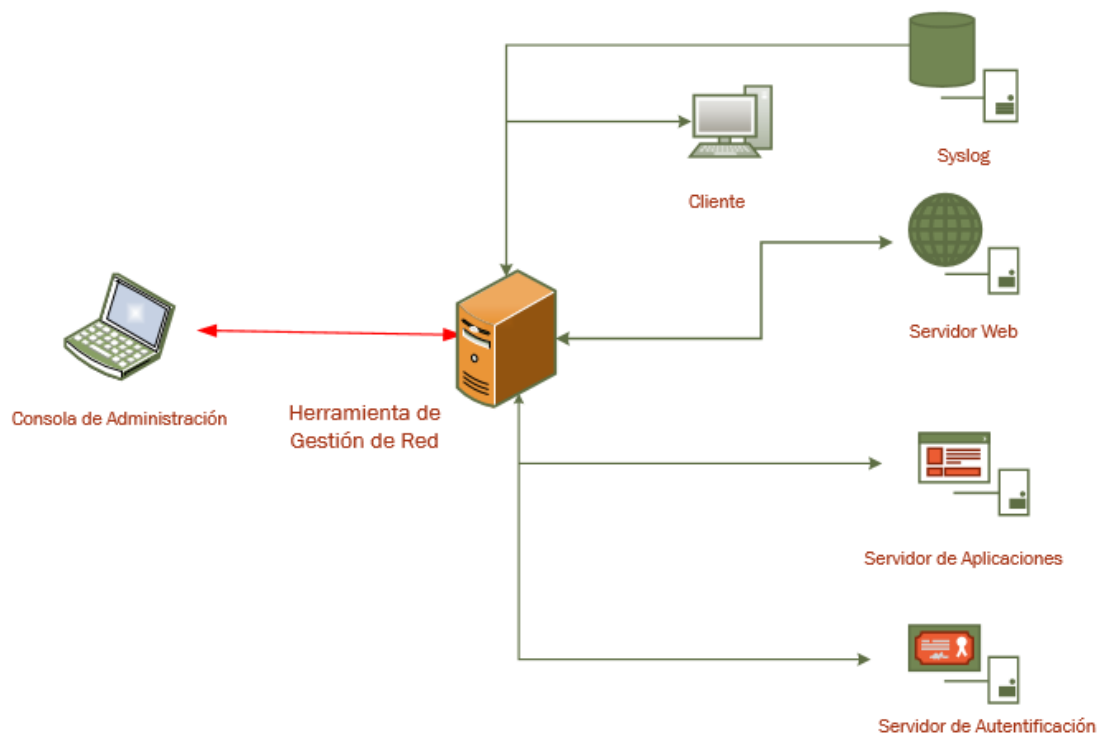 Syslog
Cliente
Servidor Web
Consola de Administración
Herramienta de
Gestión de Red
Servidor de Aplicaciones
Servidor de Autentificación